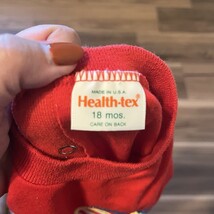 MADE IN U.S.A.
Health-tex®
18 mos.
CARE ON BACK